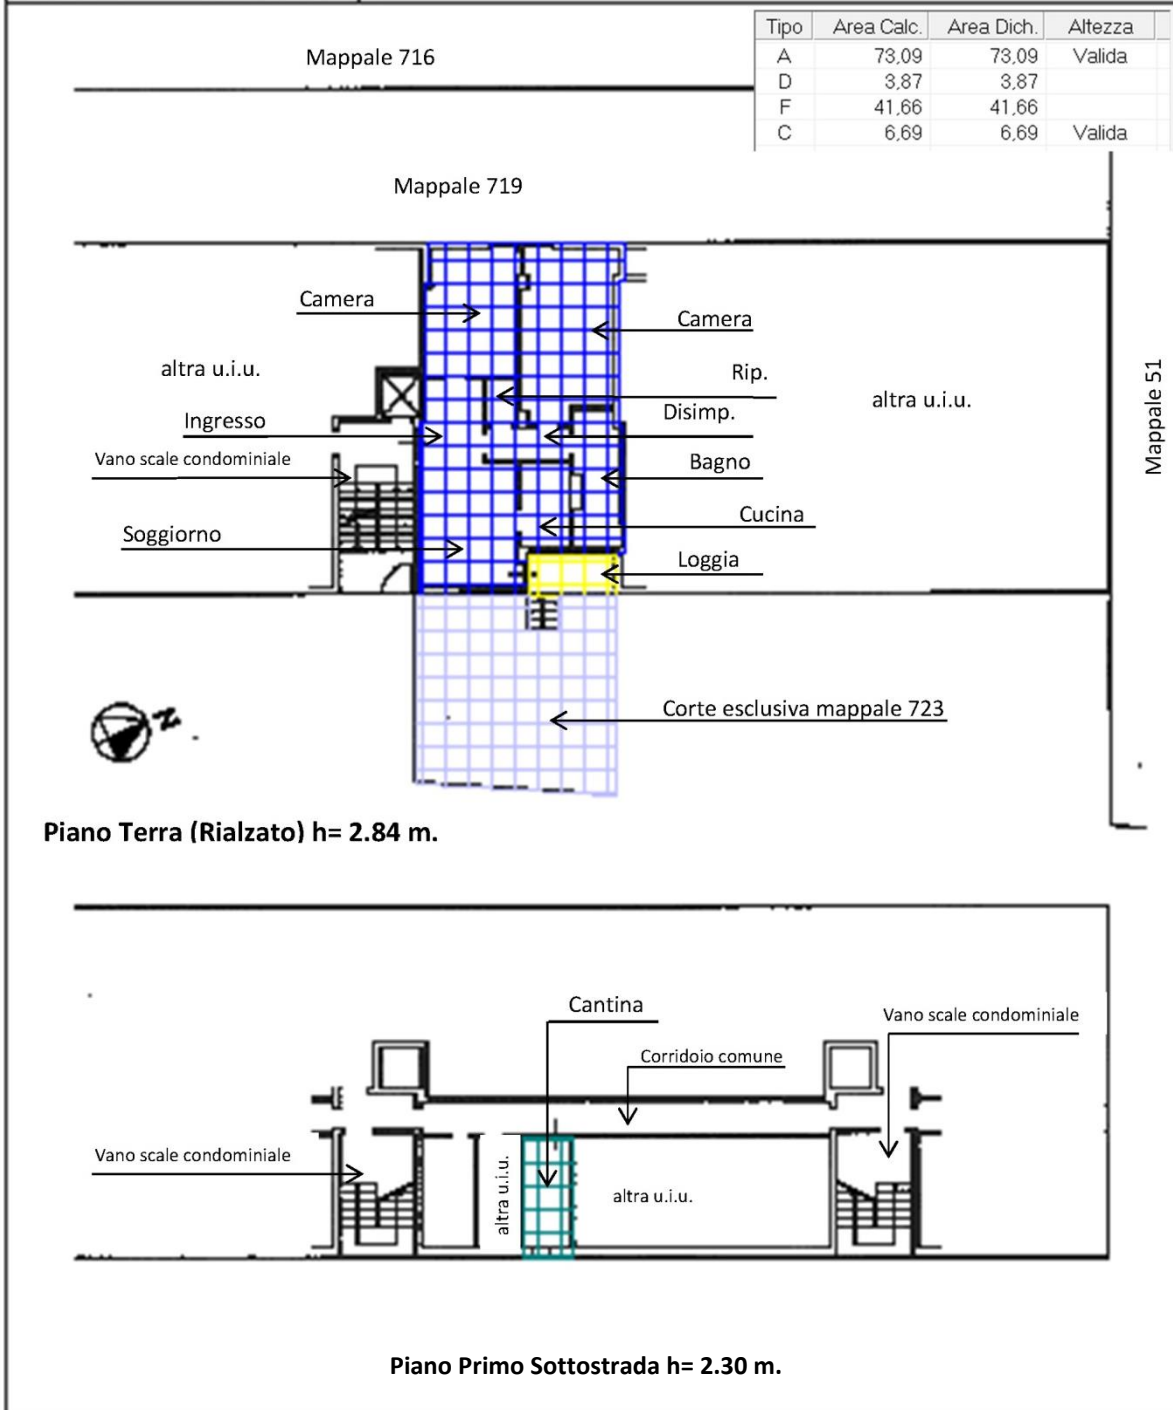 Tipo Area Calc. Area Dich. Altezza
A 73,09 73,09 Valida
D 3,87 3,87
F 41,66 41,66
C 6,69 6,69 Valida
Mappale 716
Mappale 719
Camera
Camera
altra u.i.u.
Rip.
altra u.i.u.
Mappale 51
Ingresso
Disimp.
Vano scale condominiale
Bagno
Cucina
Soggiorno
Loggia
Corte esclusiva mappale 723
N
Piano Terra (Rialzato) h= 2.84 m.
Cantina
Vano scale condominiale
Corridoio comune
Vano scale condominiale
altra u.i.u.
altra u.i.u.
Piano Primo Sottostrada h= 2.30 m.